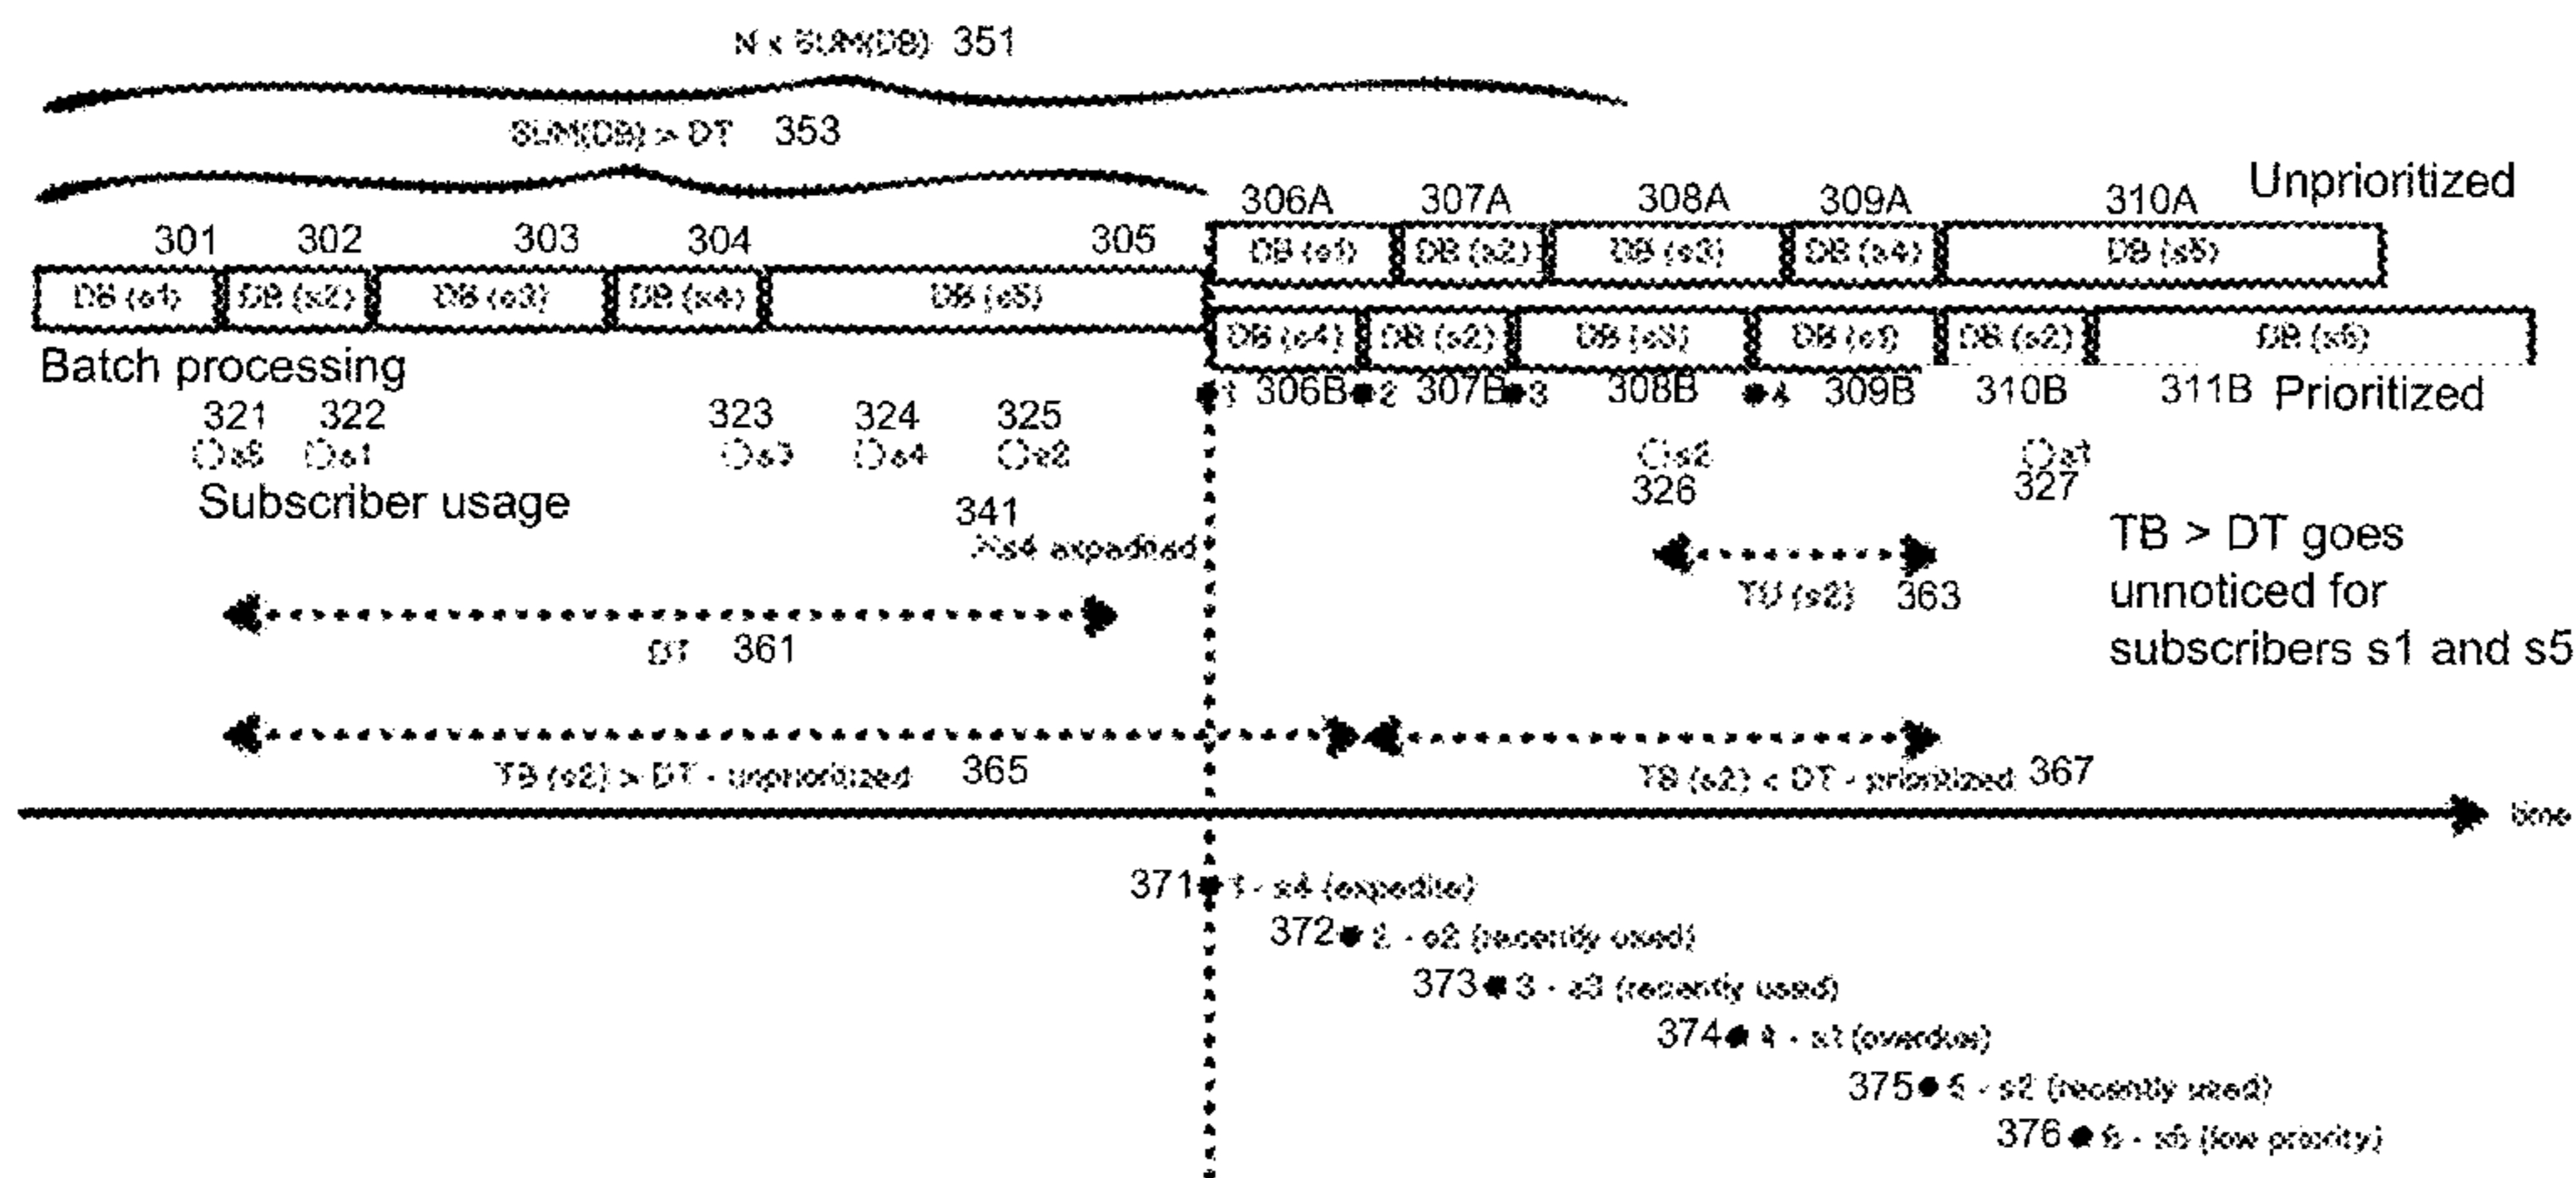 N x SUM(DB) 351
SUM(DB) > DT 353
Unprioritized
306A 307A 308A 309A 310A
301 302 303 304 305
DB (s1) DB (s2) DB (s3) DB (s4) DB (s5)
DB (s1) DB (s2) DB (s3) DB (s4) DB (s5)
DB (s4) DB (s2) DB (s3) DB (s1) DB (s2) DB (s5)
Batch processing
1 306B 2 307B 3 308B 4 309B 310B 311B Prioritized
321 322 323 324 325
s5 s1 s3 s4 s2 s2 s1
326 327
Subscriber usage
341
s4 expedited
TB > DT goes
unnoticed for
subscribers s1 and s5
TU (s2) 363
DT 361
TB (s2) > DT - unprioritized 365
TB (s2) < DT - prioritized 367
time
371 1 - s4 (expedite)
372 2 - s2 (recently used)
373 3 - s3 (recently used)
374 4 - s1 (overdue)
375 5 - s2 (recently used)
376 6 - s5 (low priority)